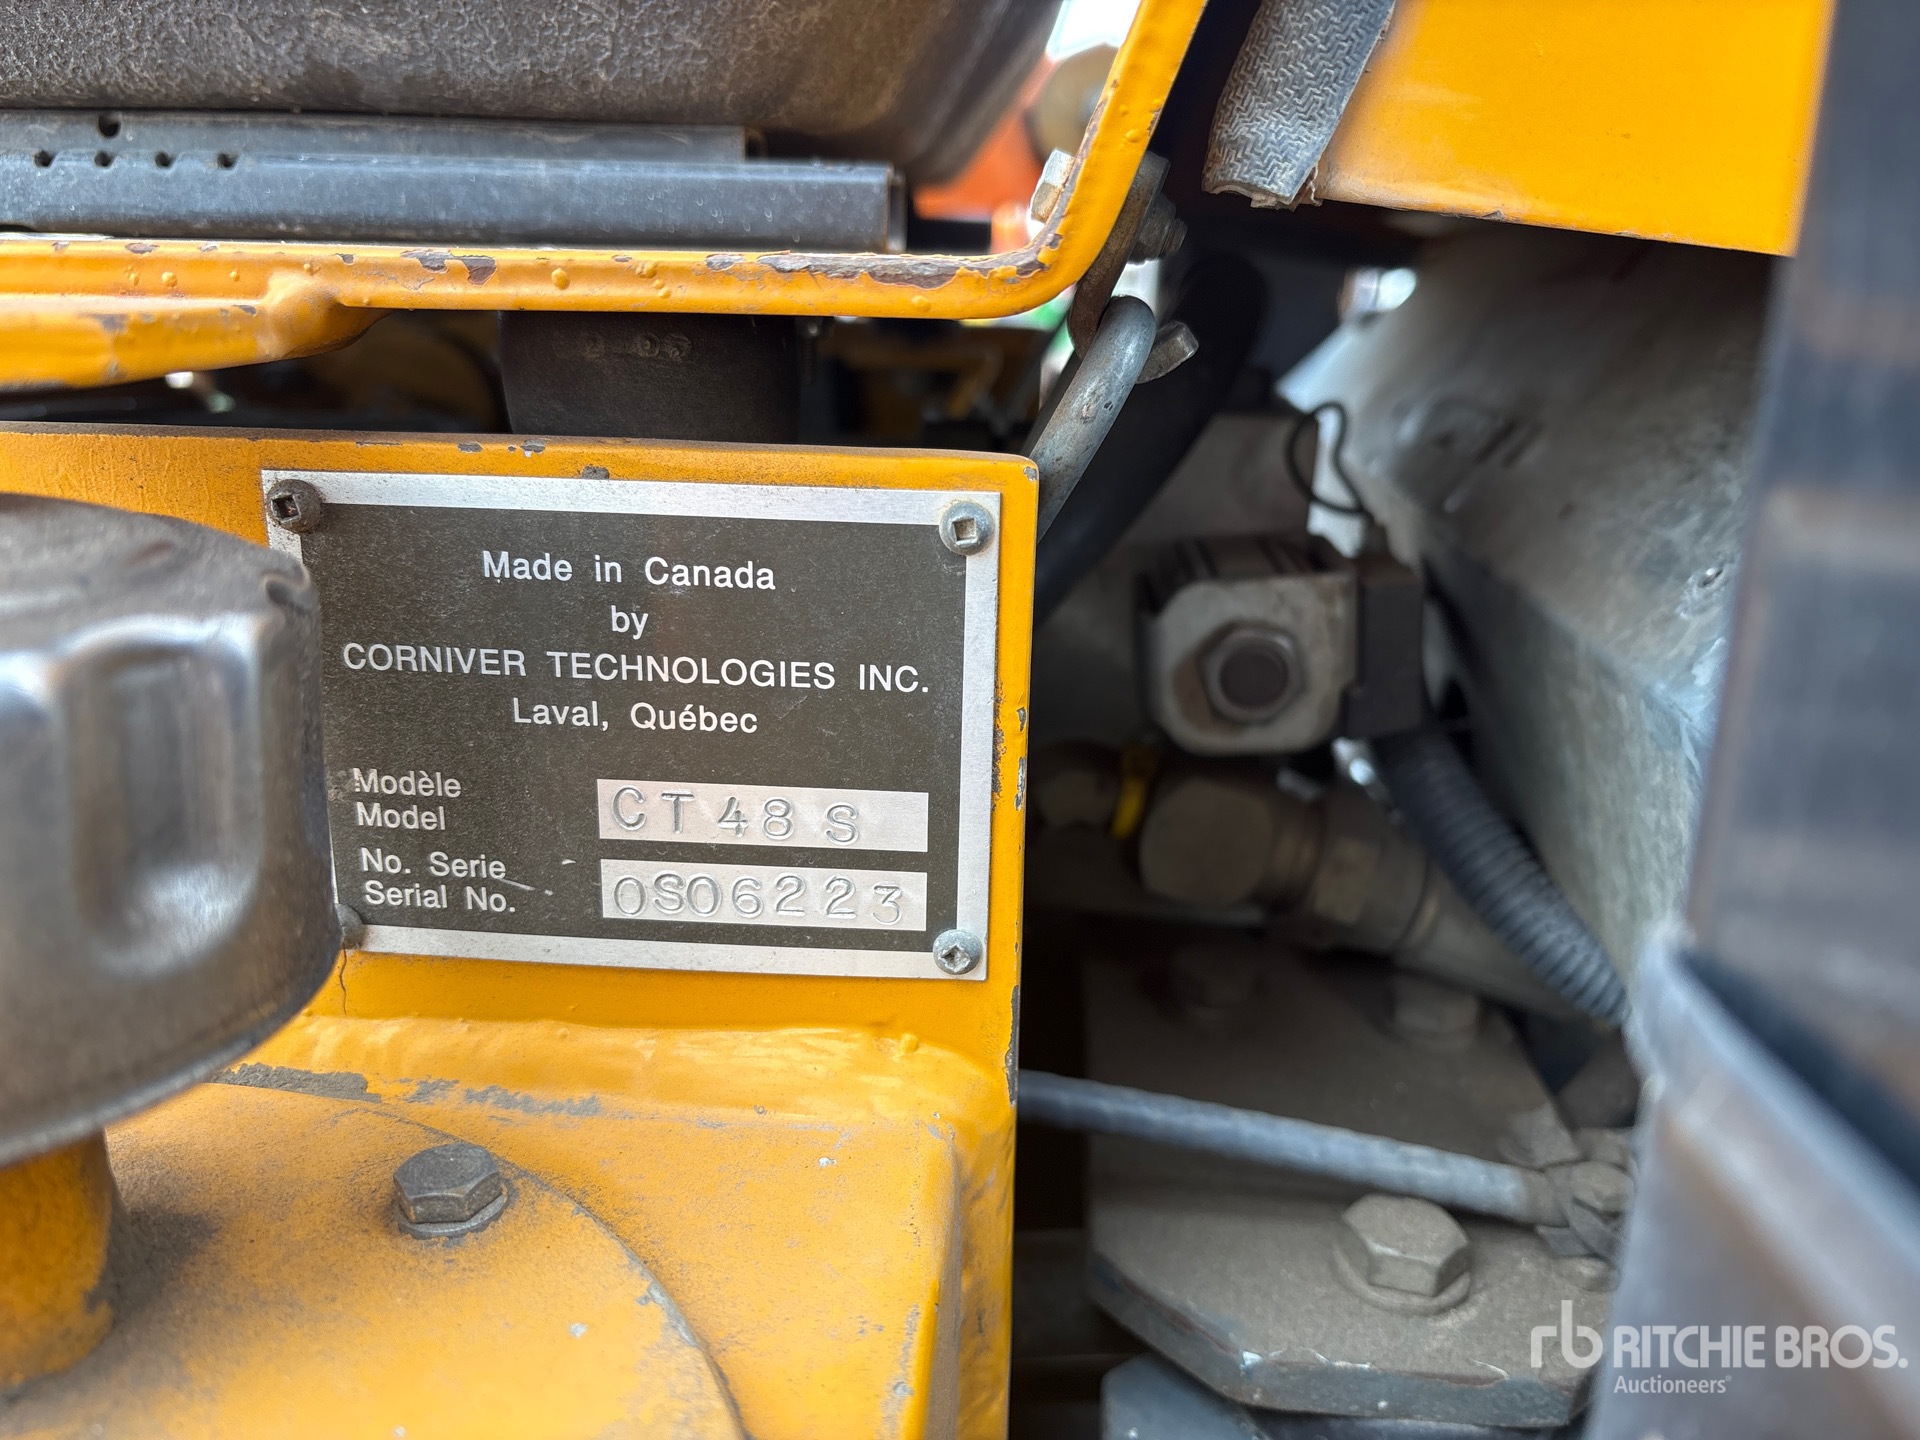 Made in Canada
by
CORNIVER TECHNOLOGIES INC.
Laval, Québec
Modèle
Model
CT48S
No. Serie
Serial No.
0S06223
rb RITCHIE BROS.
Auctioneers